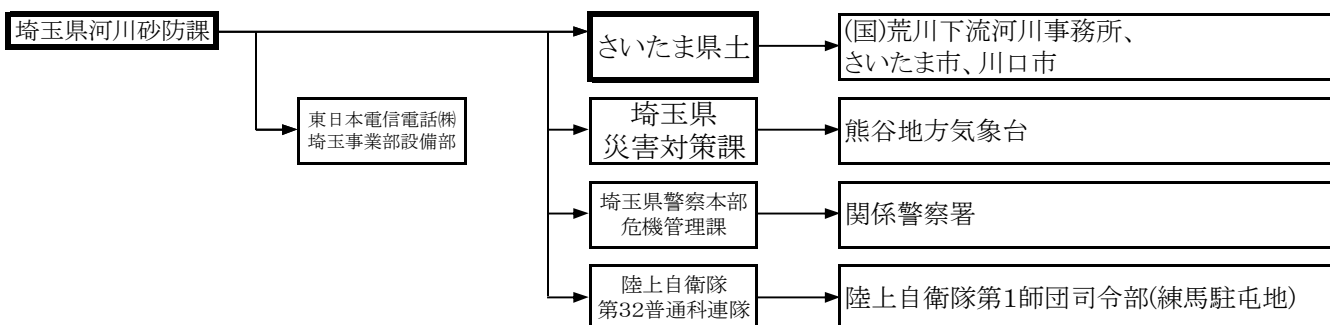 埼玉県河川砂防課
さいたま県土
(国)荒川下流河川事務所、
さいたま市、川口市
東日本電信電話㈱
埼玉事業部設備部
埼玉県
災害対策課
熊谷地方気象台
埼玉県警察本部
危機管理課
関係警察署
陸上自衛隊
第32普通科連隊
陸上自衛隊第1師団司令部(練馬駐屯地)